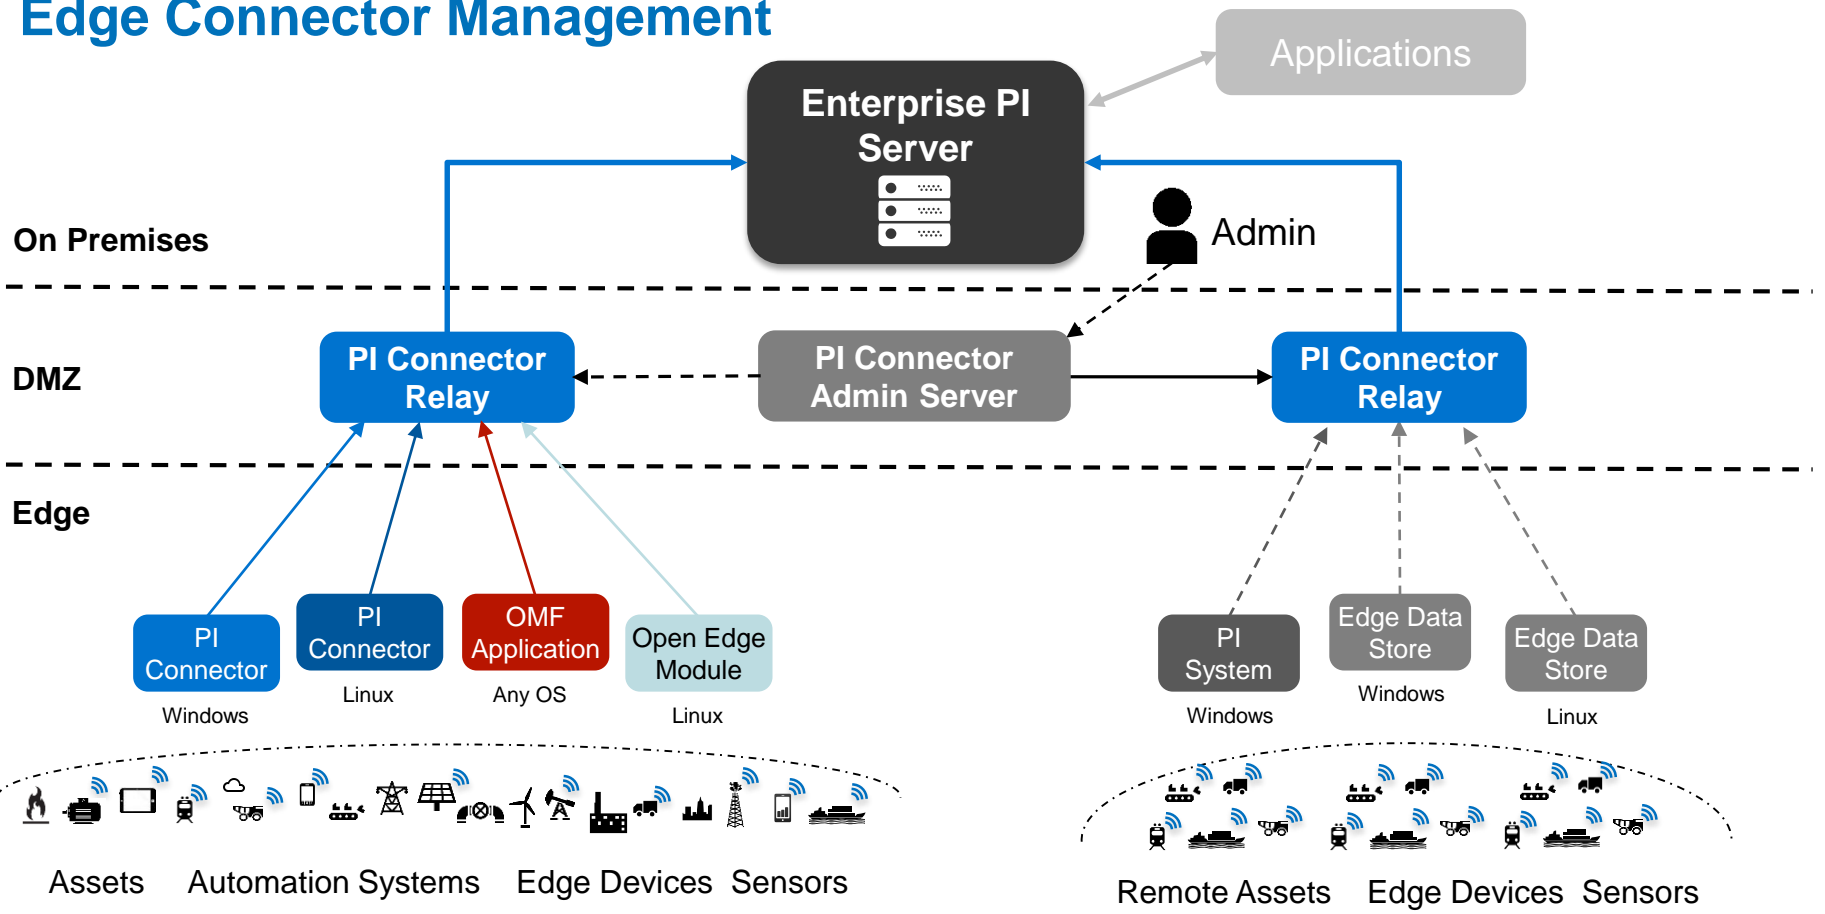 Edge Connector Management
Applications
Enterprise PI
Server
Admin
On Premises
DMZ
PI Connector
Relay
PI Connector
Admin Server
PI Connector
Relay
Edge
PI
Connector
Windows
PI
Connector
Linux
OMF
Application
Any OS
Open Edge
Module
Linux
PI
System
Windows
Edge Data
Store
Windows
Edge Data
Store
Linux
Assets
Automation Systems
Edge Devices
Sensors
Remote Assets
Edge Devices
Sensors